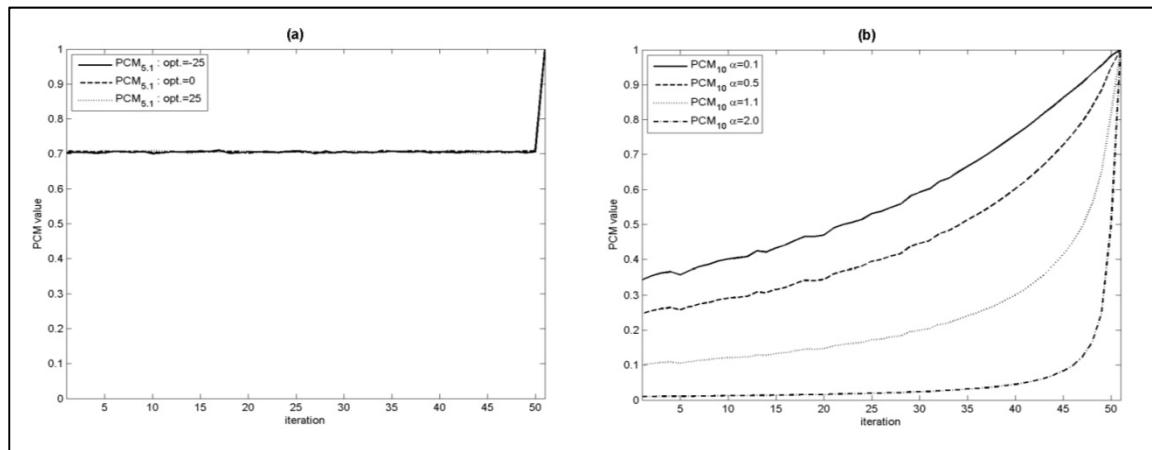 (a)
PCM5.1 : opt.=-25
PCM5.1 : opt.=0
PCM5.1 : opt.=25
PCM value
1
0.9
0.8
0.7
0.6
0.5
0.4
0.3
0.2
0.1
0
5 10 15 20 25 30 35 40 45 50
iteration
(b)
PCM10 α=0.1
PCM10 α=0.5
PCM10 α=1.1
PCM10 α=2.0
PCM value
1
0.9
0.8
0.7
0.6
0.5
0.4
0.3
0.2
0.1
0
5 10 15 20 25 30 35 40 45 50
iteration